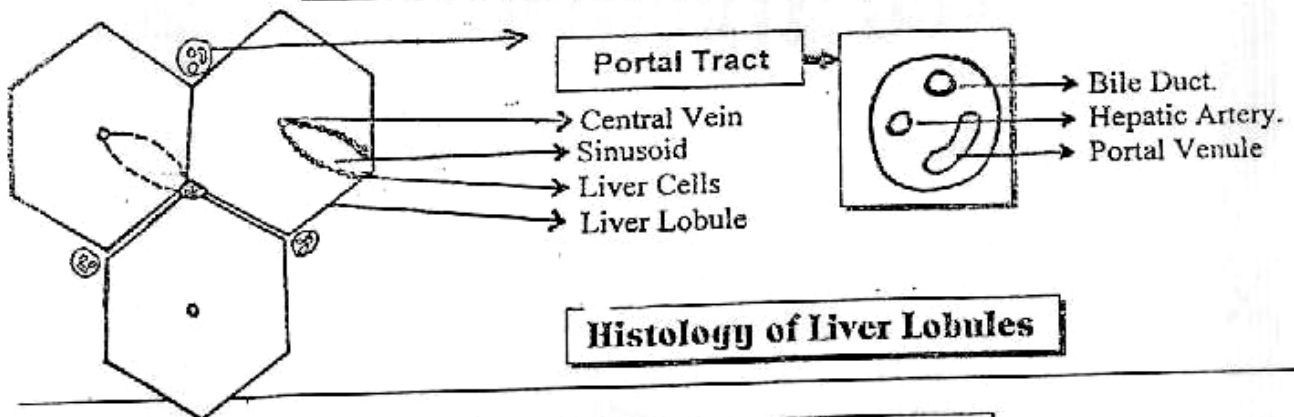 Portal Tract
Bile Duct.
Hepatic Artery.
Portal Venule
Central Vein
Sinusoid
Liver Cells
Liver Lobule
Histology of Liver Lobules